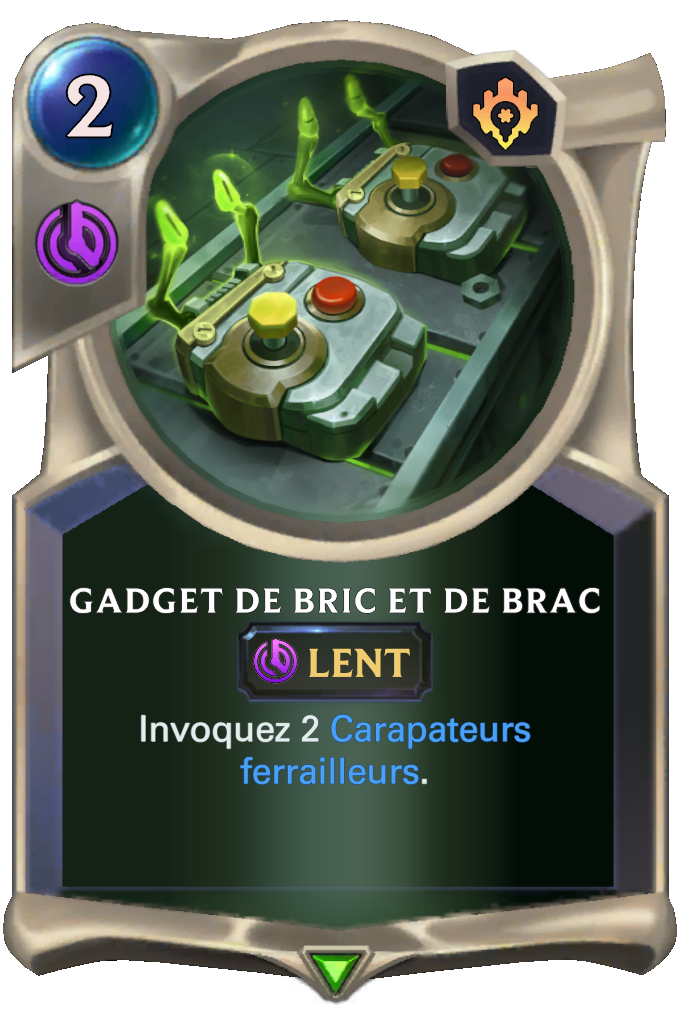 2
GADGET DE BRIC ET DE BRAC
LENT
Invoquez 2 Carapateurs
ferrailleurs.